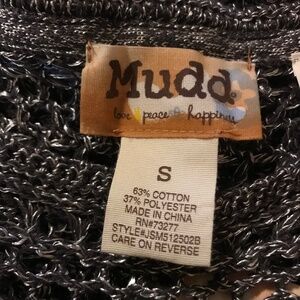 Mudd
love peace happiness
S
63% COTTON
37% POLYESTER
MADE IN CHINA
RN#73277
STYLE#JSM512502B
CARE ON REVERSE